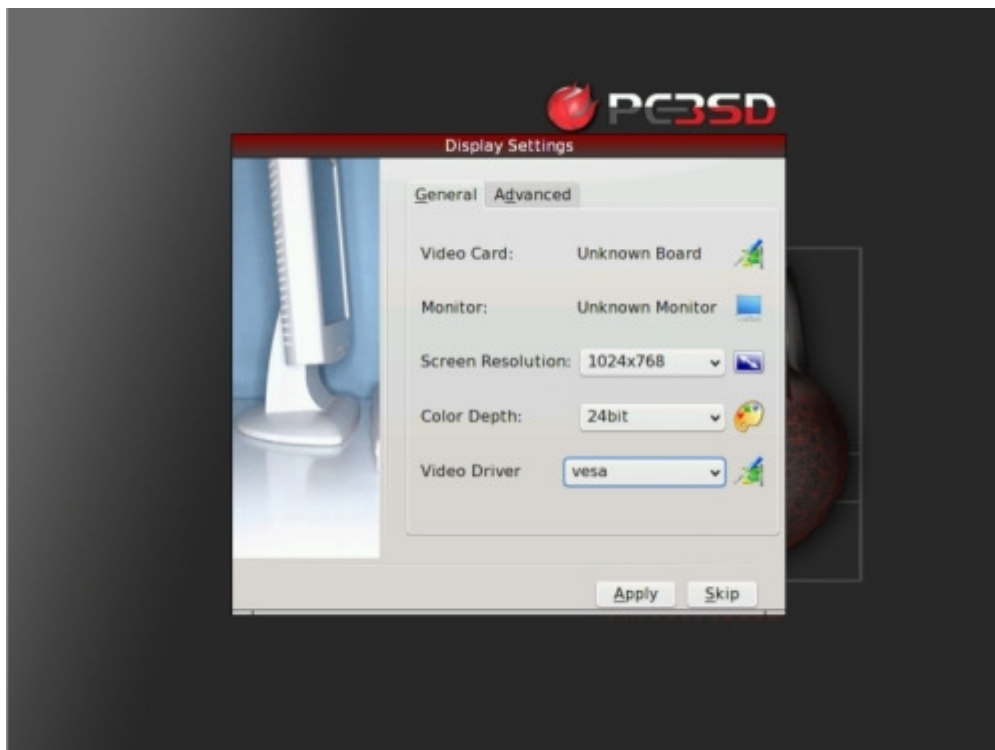 PCBSD
Display Settings
General Advanced
Video Card: Unknown Board
Monitor: Unknown Monitor
Screen Resolution: 1024x768
Color Depth: 24bit
Video Driver vesa
Apply Skip